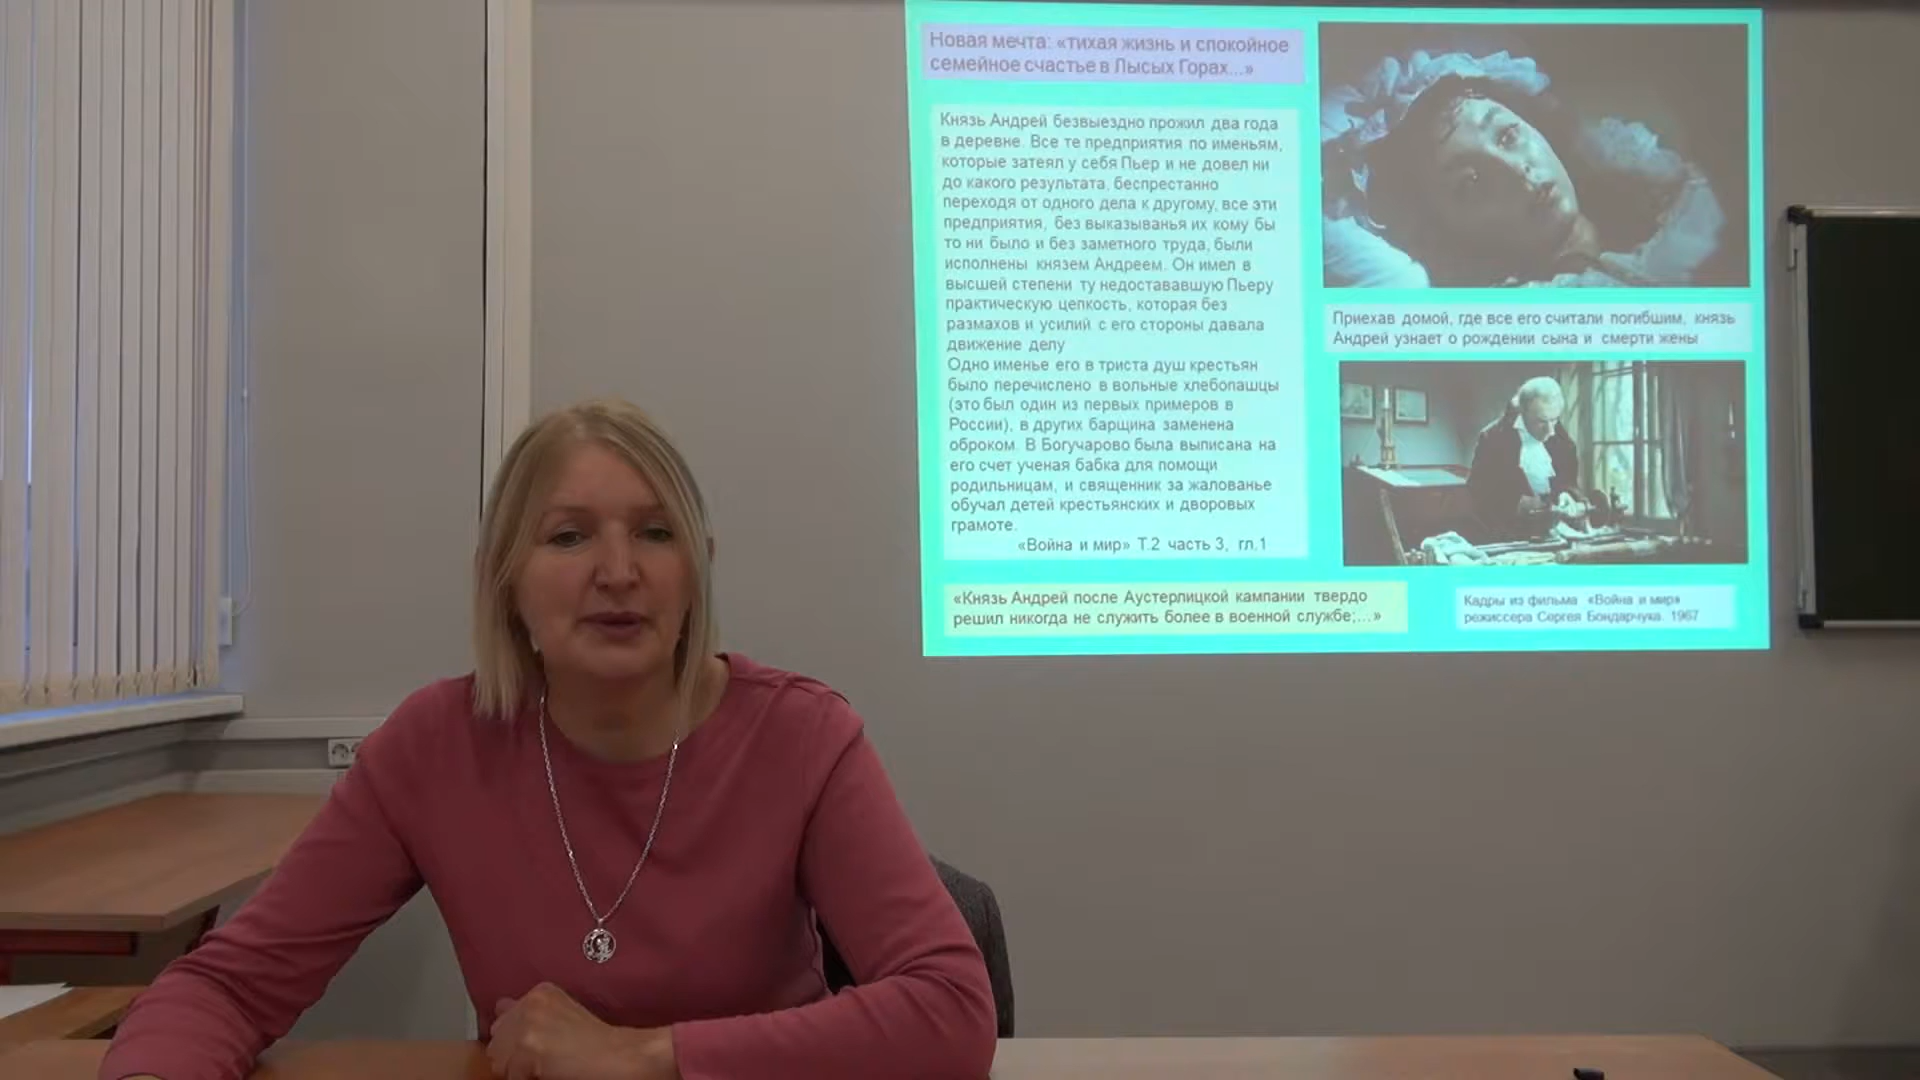 Новая мечта: «тихая жизнь и спокойное
семейное счастье в Лысых Горах...»
Князь Андрей безвыездно прожил два года
в деревне. Все те предприятия по именьям,
которые затеял у себя Пьер и не довел ни
до какого результата, беспрестанно
переходя от одного дела к другому, все эти
предприятия, без выказыванья их кому бы
то ни было и без заметного труда, были
исполнены князем Андреем. Он имел в
высшей степени ту недостававшую Пьеру
практическую цепкость, которая без
размахов и усилий с его стороны давала
движение делу
Одно именье его в триста душ крестьян
было перечислено в вольные хлебопашцы
(это был один из первых примеров в
России), в других барщина заменена
оброком. В Богучарово была выписана на
его счет ученая бабка для помощи
родильницам, и священник за жалованье
обучал детей крестьянских и дворовых
грамоте.
«Война и мир» Т.2 часть 3, гл.1
«Князь Андрей после Аустерлицкой кампании твердо
решил никогда не служить более в военной службе;...»
Приехав домой, где все его считали погибшим, князь
Андрей узнает о рождении сына и смерти жены
Кадры из фильма «Война и мир»
режиссера Сергея Бондарчука. 1967